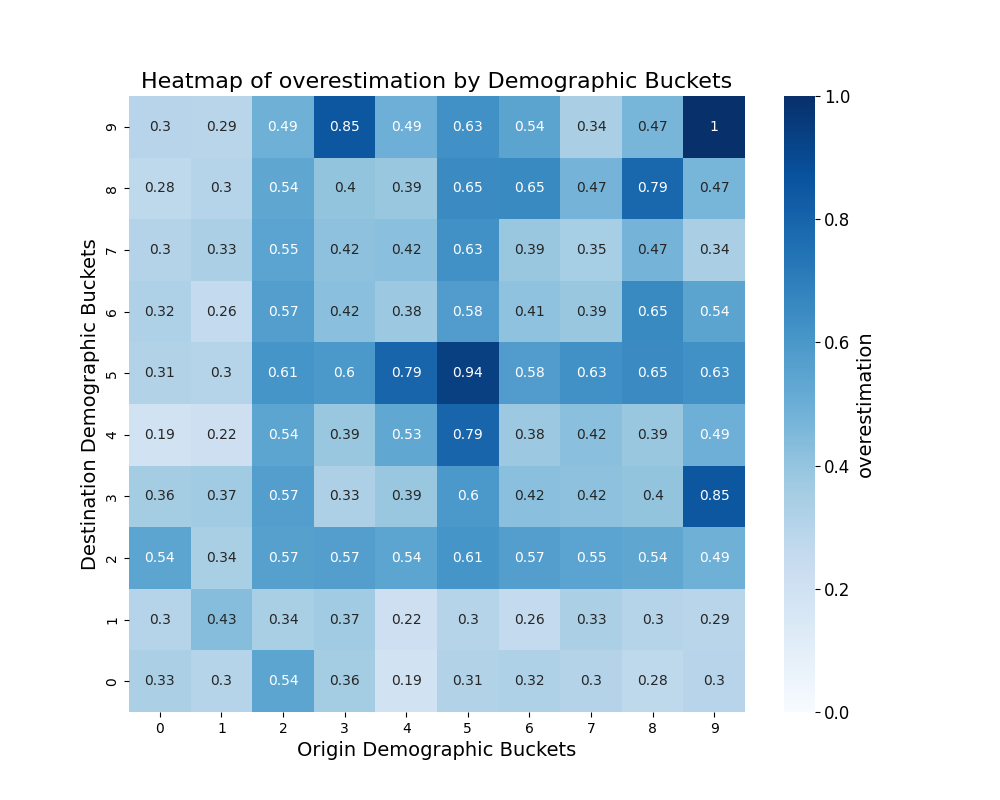 Heatmap of overestimation by Demographic Buckets
9 0.3 0.29 0.49 0.85 0.49 0.63 0.54 0.34 0.47 1
8 0.28 0.3 0.54 0.4 0.39 0.65 0.65 0.47 0.79 0.47
7 0.3 0.33 0.55 0.42 0.42 0.63 0.39 0.35 0.47 0.34
6 0.32 0.26 0.57 0.42 0.38 0.58 0.41 0.39 0.65 0.54
5 0.31 0.3 0.61 0.6 0.79 0.94 0.58 0.63 0.65 0.63
4 0.19 0.22 0.54 0.39 0.53 0.79 0.38 0.42 0.39 0.49
3 0.36 0.37 0.57 0.33 0.39 0.6 0.42 0.42 0.4 0.85
2 0.54 0.34 0.57 0.57 0.54 0.61 0.57 0.55 0.54 0.49
1 0.3 0.43 0.34 0.37 0.22 0.3 0.26 0.33 0.3 0.29
0 0.33 0.3 0.54 0.36 0.19 0.31 0.32 0.3 0.28 0.3
0 1 2 3 4 5 6 7 8 9
Origin Demographic Buckets
Destination Demographic Buckets
1.0
0.8
0.6
0.4
0.2
0.0
overestimation